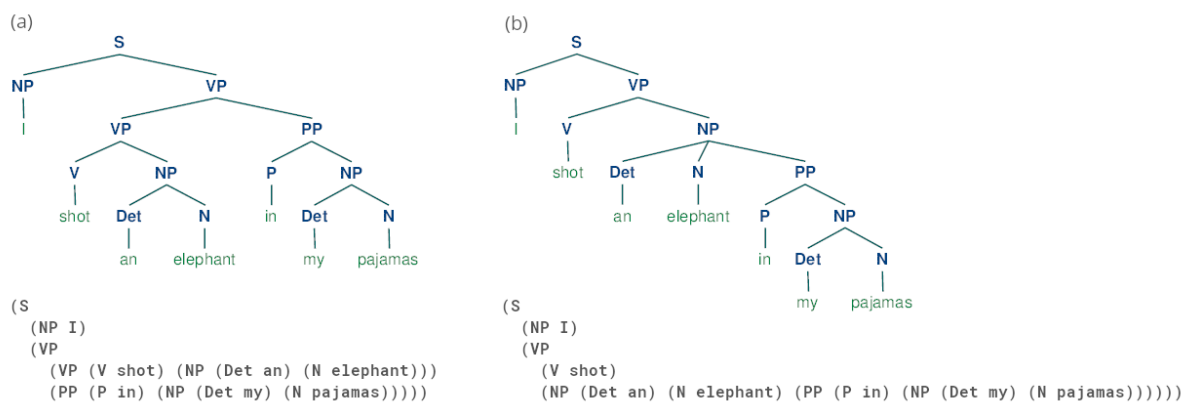 (a)
S
NP VP
I VP PP
V NP P NP
shot Det N in Det N
an elephant my pajamas
(S
(NP I)
(VP
(VP (V shot) (NP (Det an) (N elephant)))
(PP (P in) (NP (Det my) (N pajamas)))))
(b)
S
NP VP
I V NP
shot Det N PP
an elephant P NP
in Det N
my pajamas
(S
(NP I)
(VP
(V shot)
(NP (Det an) (N elephant) (PP (P in) (NP (Det my) (N pajamas))))))